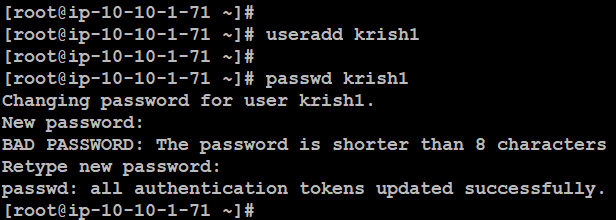 [root@ip-10-10-1-71 ~]#
[root@ip-10-10-1-71 ~]# useradd krish1
[root@ip-10-10-1-71 ~]#
[root@ip-10-10-1-71 ~]# passwd krish1
Changing password for user krish1.
New password:
BAD PASSWORD: The password is shorter than 8 characters
Retype new password:
passwd: all authentication tokens updated successfully.
[root@ip-10-10-1-71 ~]#